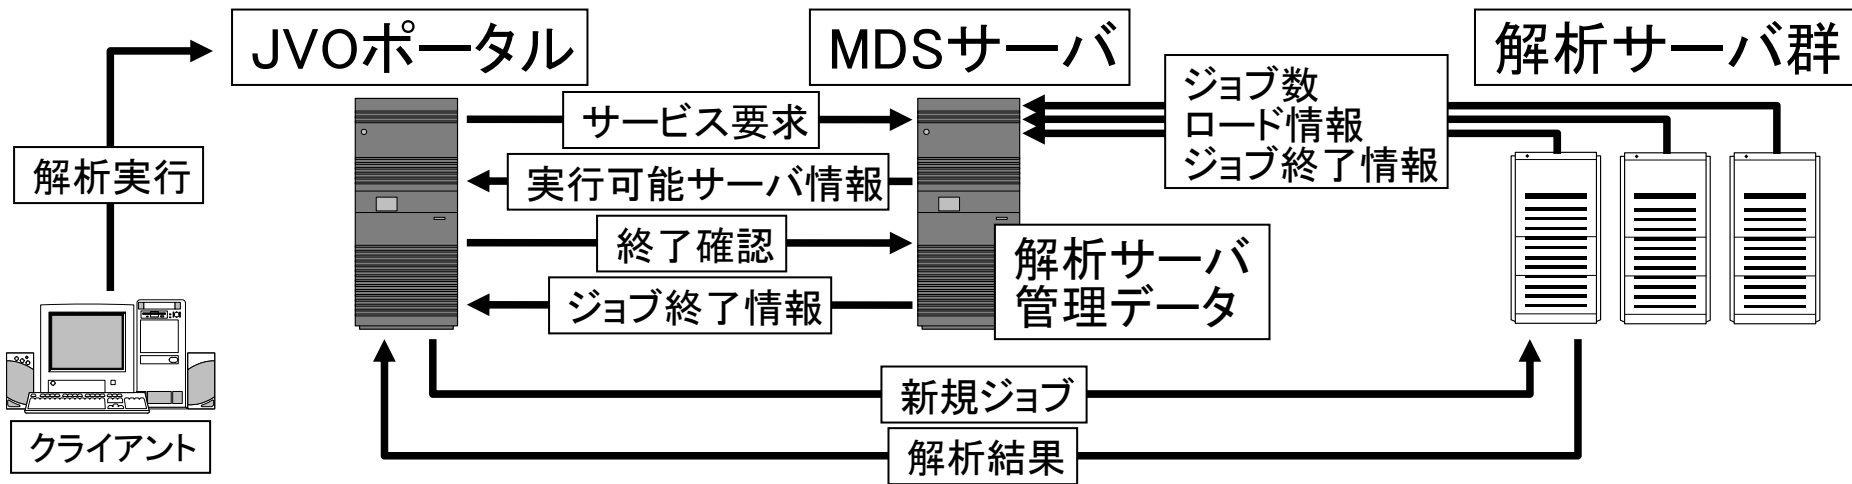 JVOポータル
MDSサーバ
解析サーバ群
サービス要求
ジョブ数
ロード情報
ジョブ終了情報
解析実行
実行可能サーバ情報
終了確認
解析サーバ
管理データ
ジョブ終了情報
新規ジョブ
クライアント
解析結果